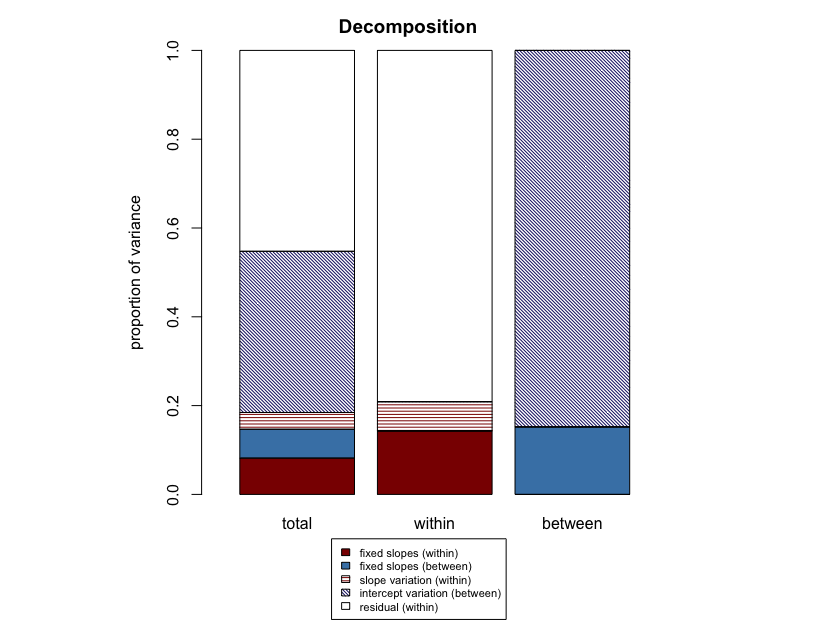 Decomposition
proportion of variance
1.0
0.8
0.6
0.4
0.2
0.0
total within between
fixed slopes (within)
fixed slopes (between)
slope variation (within)
intercept variation (between)
residual (within)